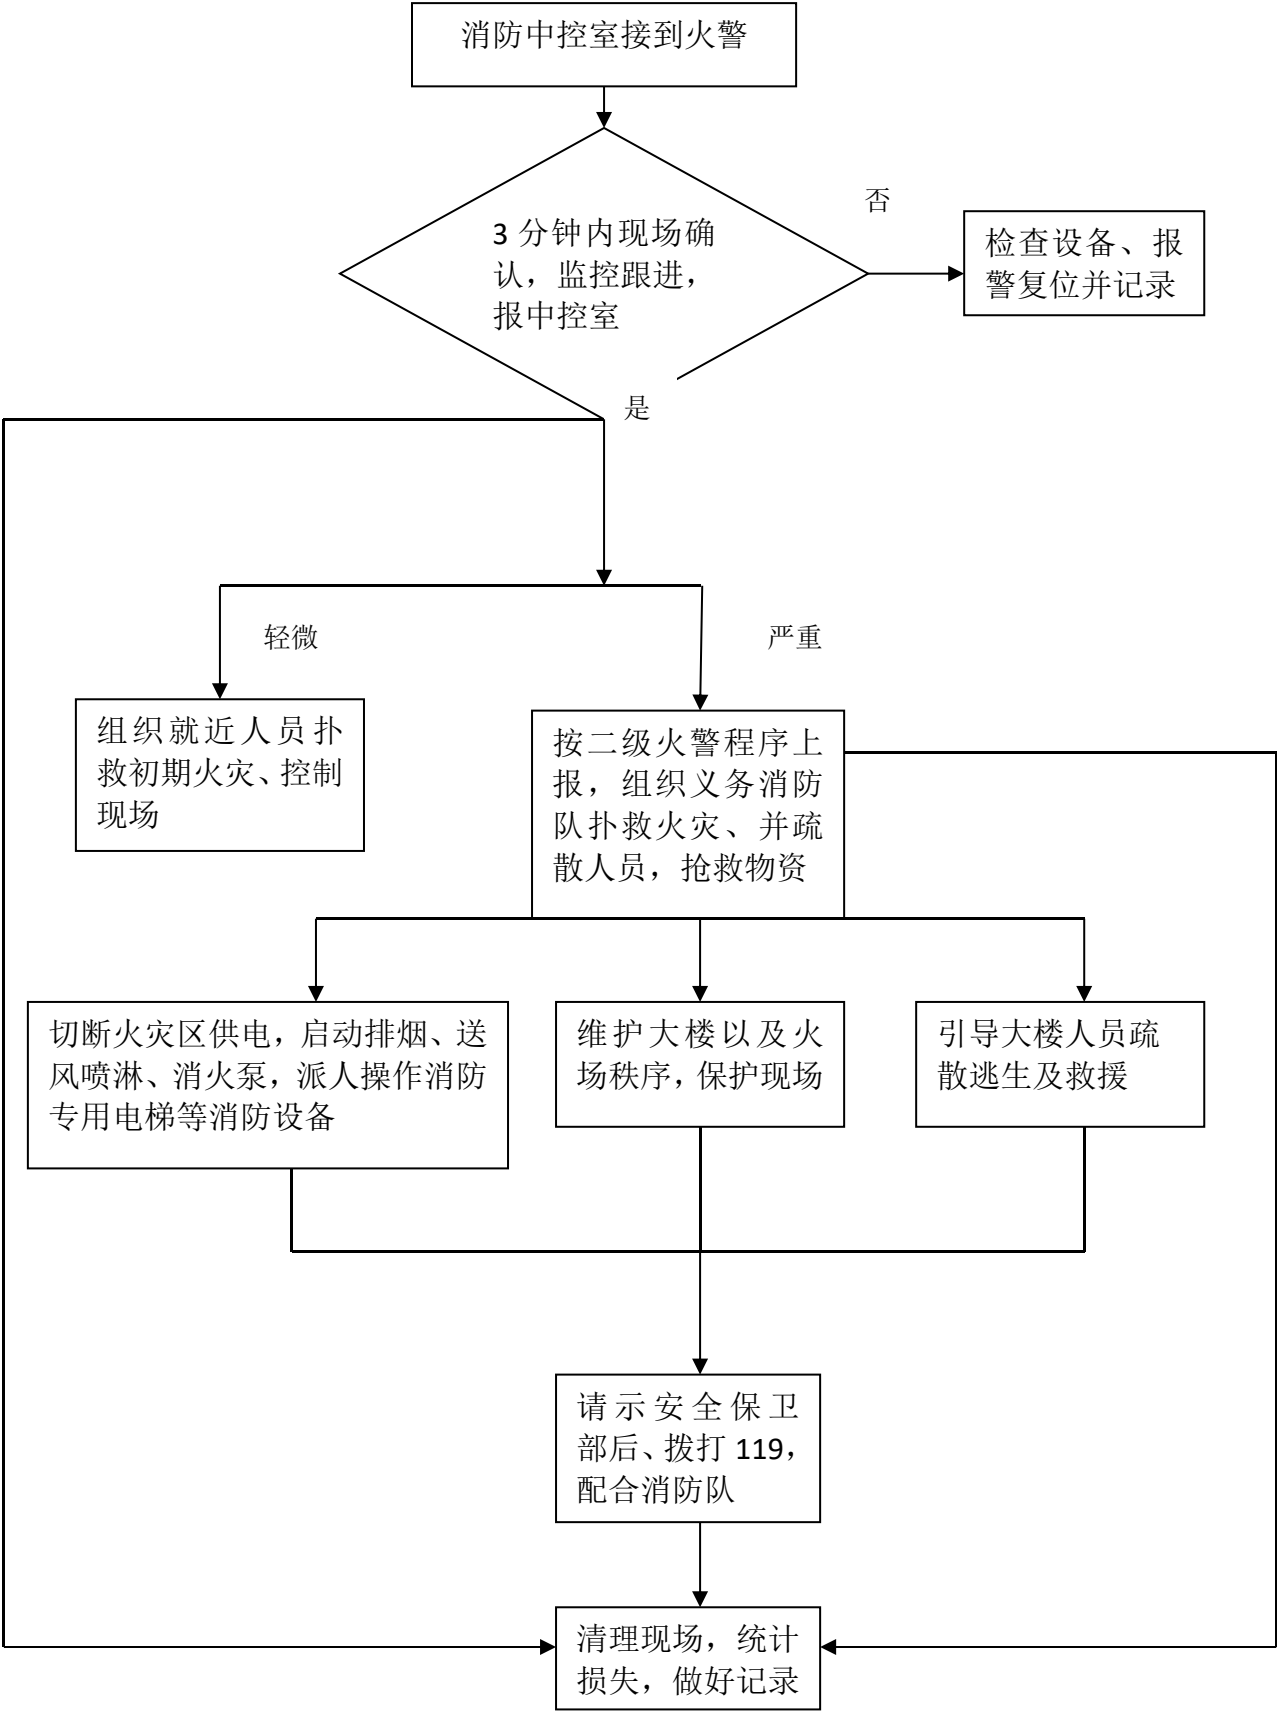 消防中控室接到火警
否
3 分钟内现场确
认，监控跟进，
报中控室
检查设备、报
警复位并记录
是
轻微
严重
组织就近人员扑
救初期火灾、控制
现场
按二级火警程序上
报，组织义务消防
队扑救火灾、并疏
散人员，抢救物资
切断火灾区供电，启动排烟、送
风喷淋、消火泵，派人操作消防
专用电梯等消防设备
维护大楼以及火
场秩序，保护现场
引导大楼人员疏
散逃生及救援
请示安全保卫
部后、拨打 119，
配合消防队
清理现场，统计
损失，做好记录